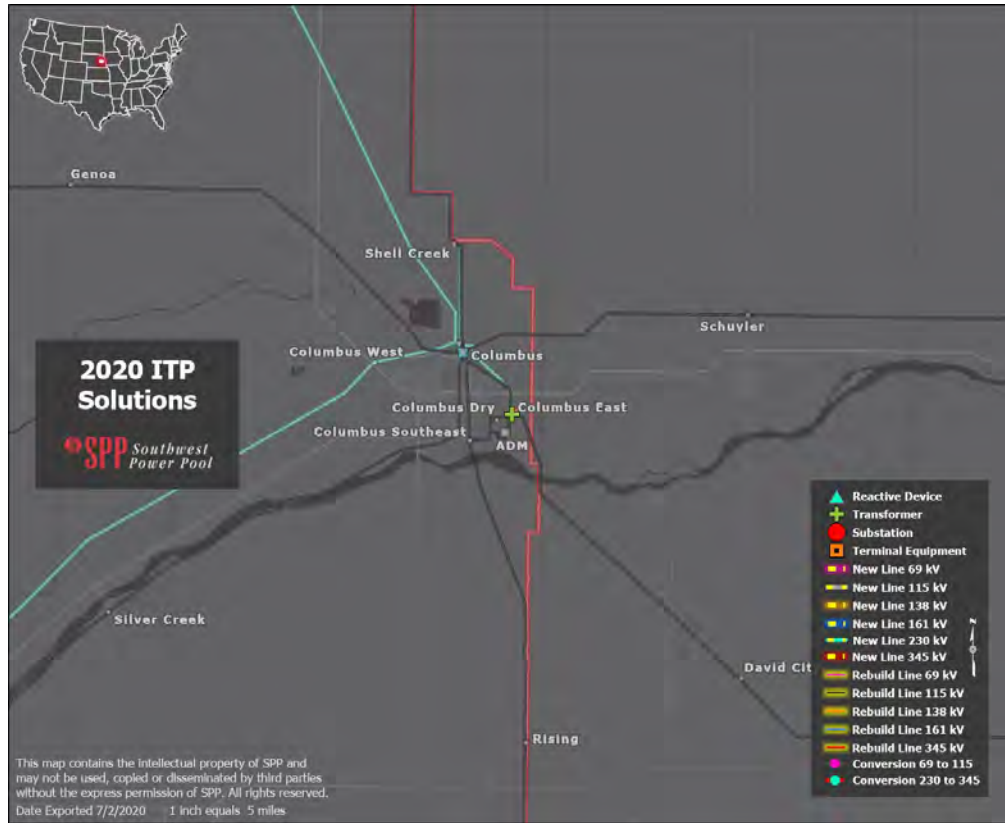 Genoa
Shell Creek
Schuyler
Columbus West
Columbus
2020 ITP
Solutions
SPP Southwest
Power Pool
Columbus Dry
Columbus East
Columbus Southeast
ADM
Silver Creek
David Cit
Rising
Reactive Device
Transformer
Substation
Terminal Equipment
New Line 69 kV
New Line 115 kV
New Line 138 kV
New Line 161 kV
New Line 230 kV
New Line 345 kV
Rebuild Line 69 kV
Rebuild Line 115 kV
Rebuild Line 138 kV
Rebuild Line 161 kV
Rebuild Line 345 kV
Conversion 69 to 115
Conversion 230 to 345
N
This map contains the intellectual property of SPP and
may not be used, copied or disseminated by third parties
without the express permission of SPP. All rights reserved.
Date Exported 7/2/2020 1 inch equals 5 miles